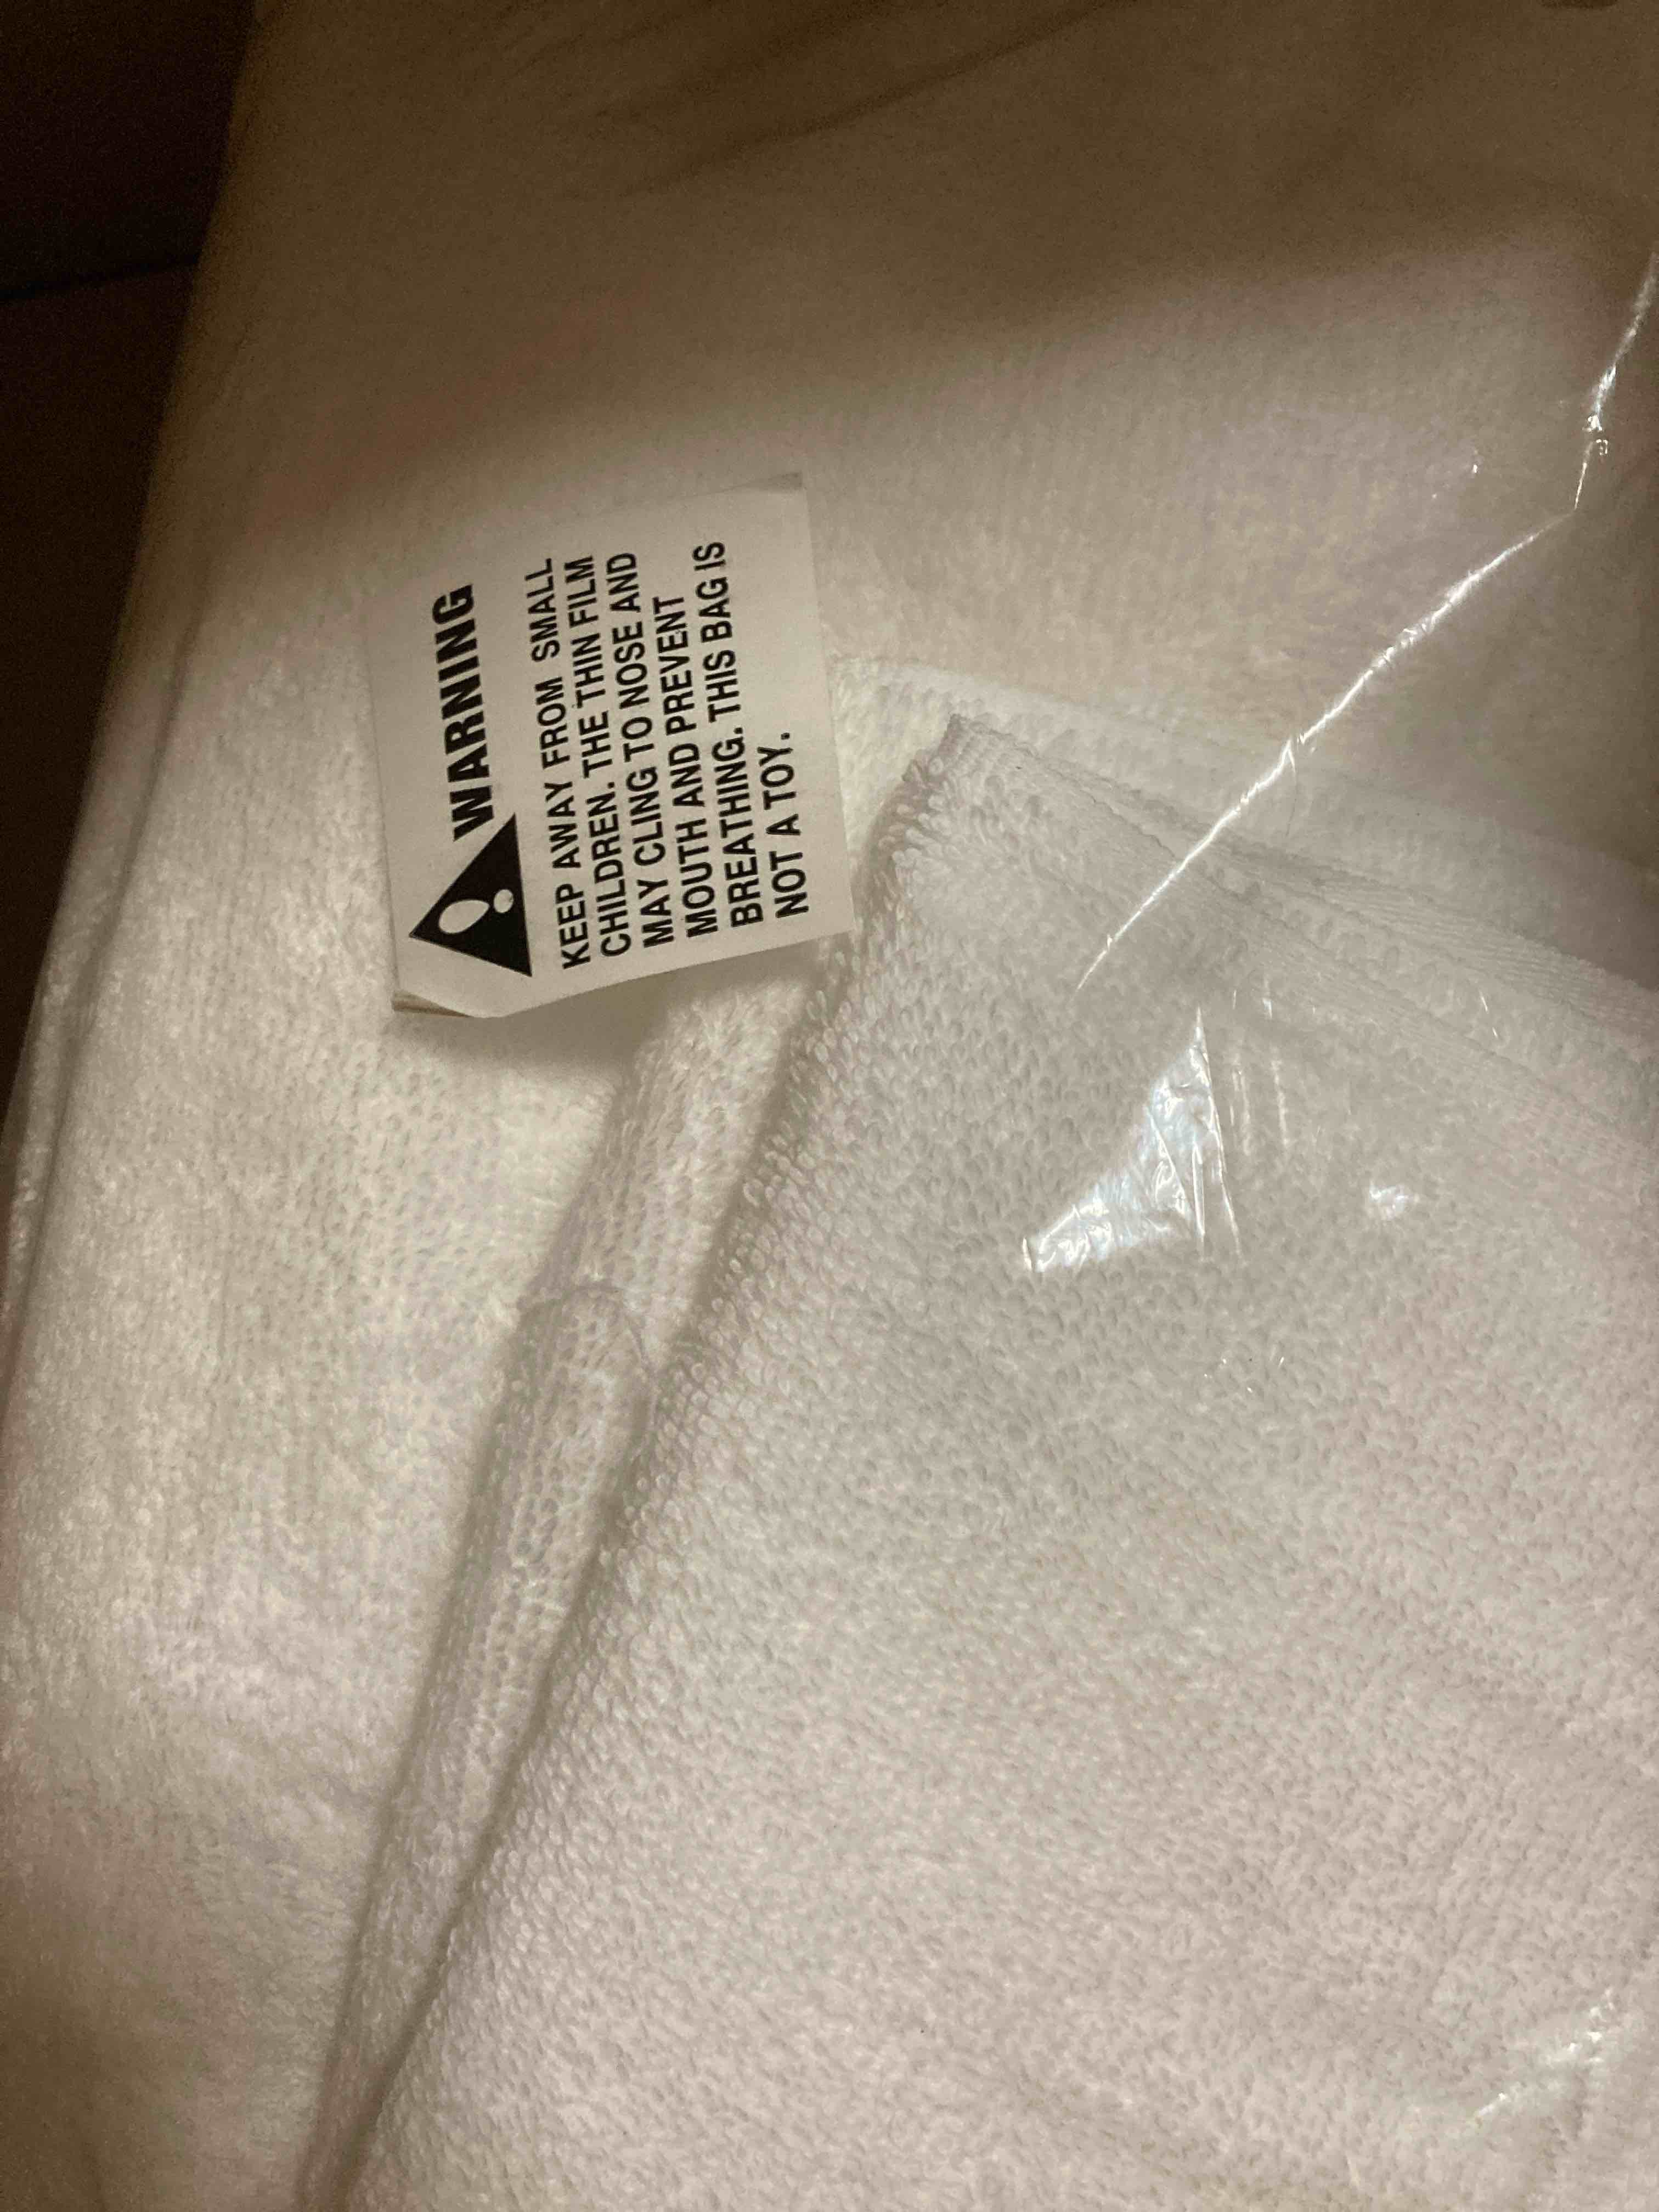 WARNING
KEEP AWAY FROM SMALL
CHILDREN. THE THIN FILM
MAY CLING TO NOSE AND
MOUTH AND PREVENT
BREATHING. THIS BAG IS
NOT A TOY.